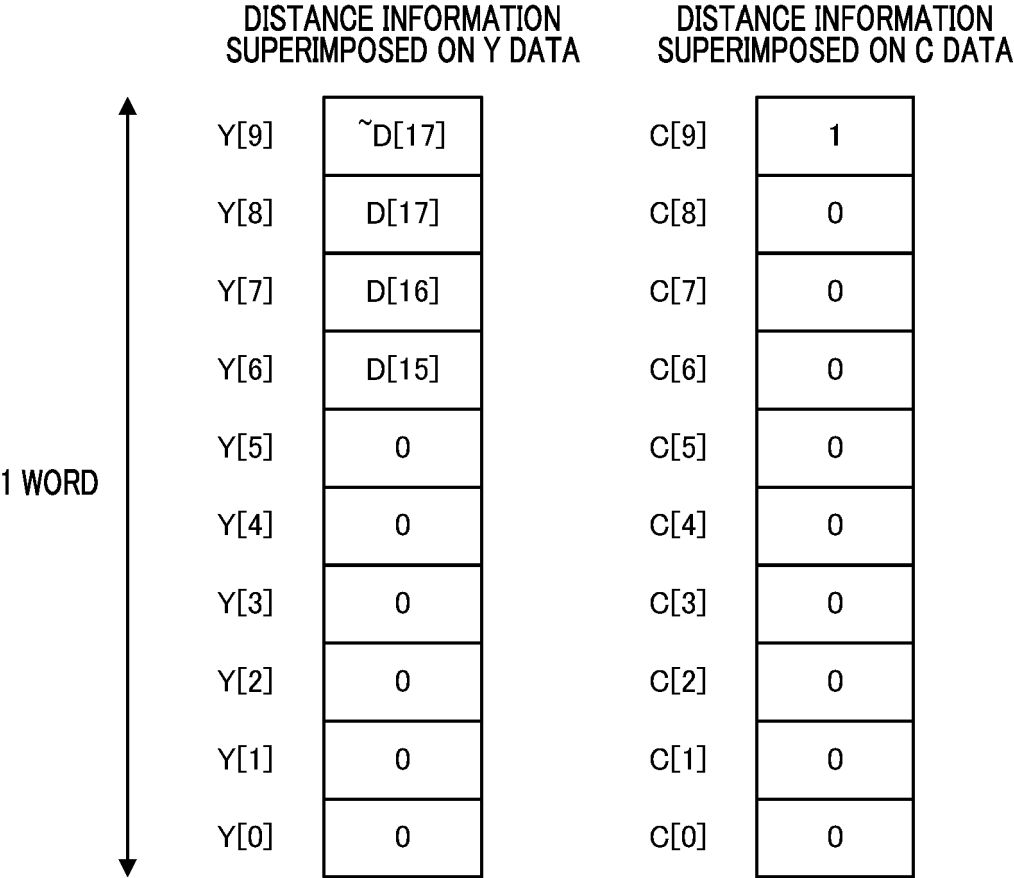 DISTANCE INFORMATION
SUPERIMPOSED ON Y DATA
DISTANCE INFORMATION
SUPERIMPOSED ON C DATA
Y[9] ~D[17] C[9] 1
Y[8] D[17] C[8] 0
Y[7] D[16] C[7] 0
Y[6] D[15] C[6] 0
Y[5] 0 C[5] 0
1 WORD
Y[4] 0 C[4] 0
Y[3] 0 C[3] 0
Y[2] 0 C[2] 0
Y[1] 0 C[1] 0
Y[0] 0 C[0] 0